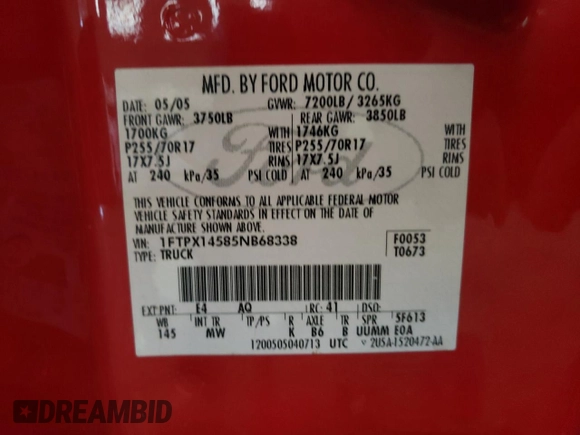 MFD. BY FORD MOTOR CO.
DATE: 05/05 GVWR: 7200LB/ 3265KG
FRONT GAWR: 3750LB REAR GAWR: 3850LB
1700KG WITH 1746KG WITH
P255/70R17 TIRES P255/70R17 TIRES
17X7.5J RIMS 17X7.5J RIMS
AT 240 kPa/35 PSI COLD AT 240 kPa/35 PSI COLD
THIS VEHICLE CONFORMS TO ALL APPLICABLE FEDERAL MOTOR
VEHICLE SAFETY STANDARDS IN EFFECT ON THE DATE OF
MANUFACTURE SHOWN ABOVE.
VIN: 1FTPX14585NB68338 F0053
TYPE: TRUCK T0673
EXT PNT: E4 AQ RC: 41 DSO:
WB INT TR TP/PS R AXLE TR SPR 5F613
145 MW K B6 B UUMM E0A
1200505040713 UTC 2U5A-1520472-AA
Ford
DREAMBID